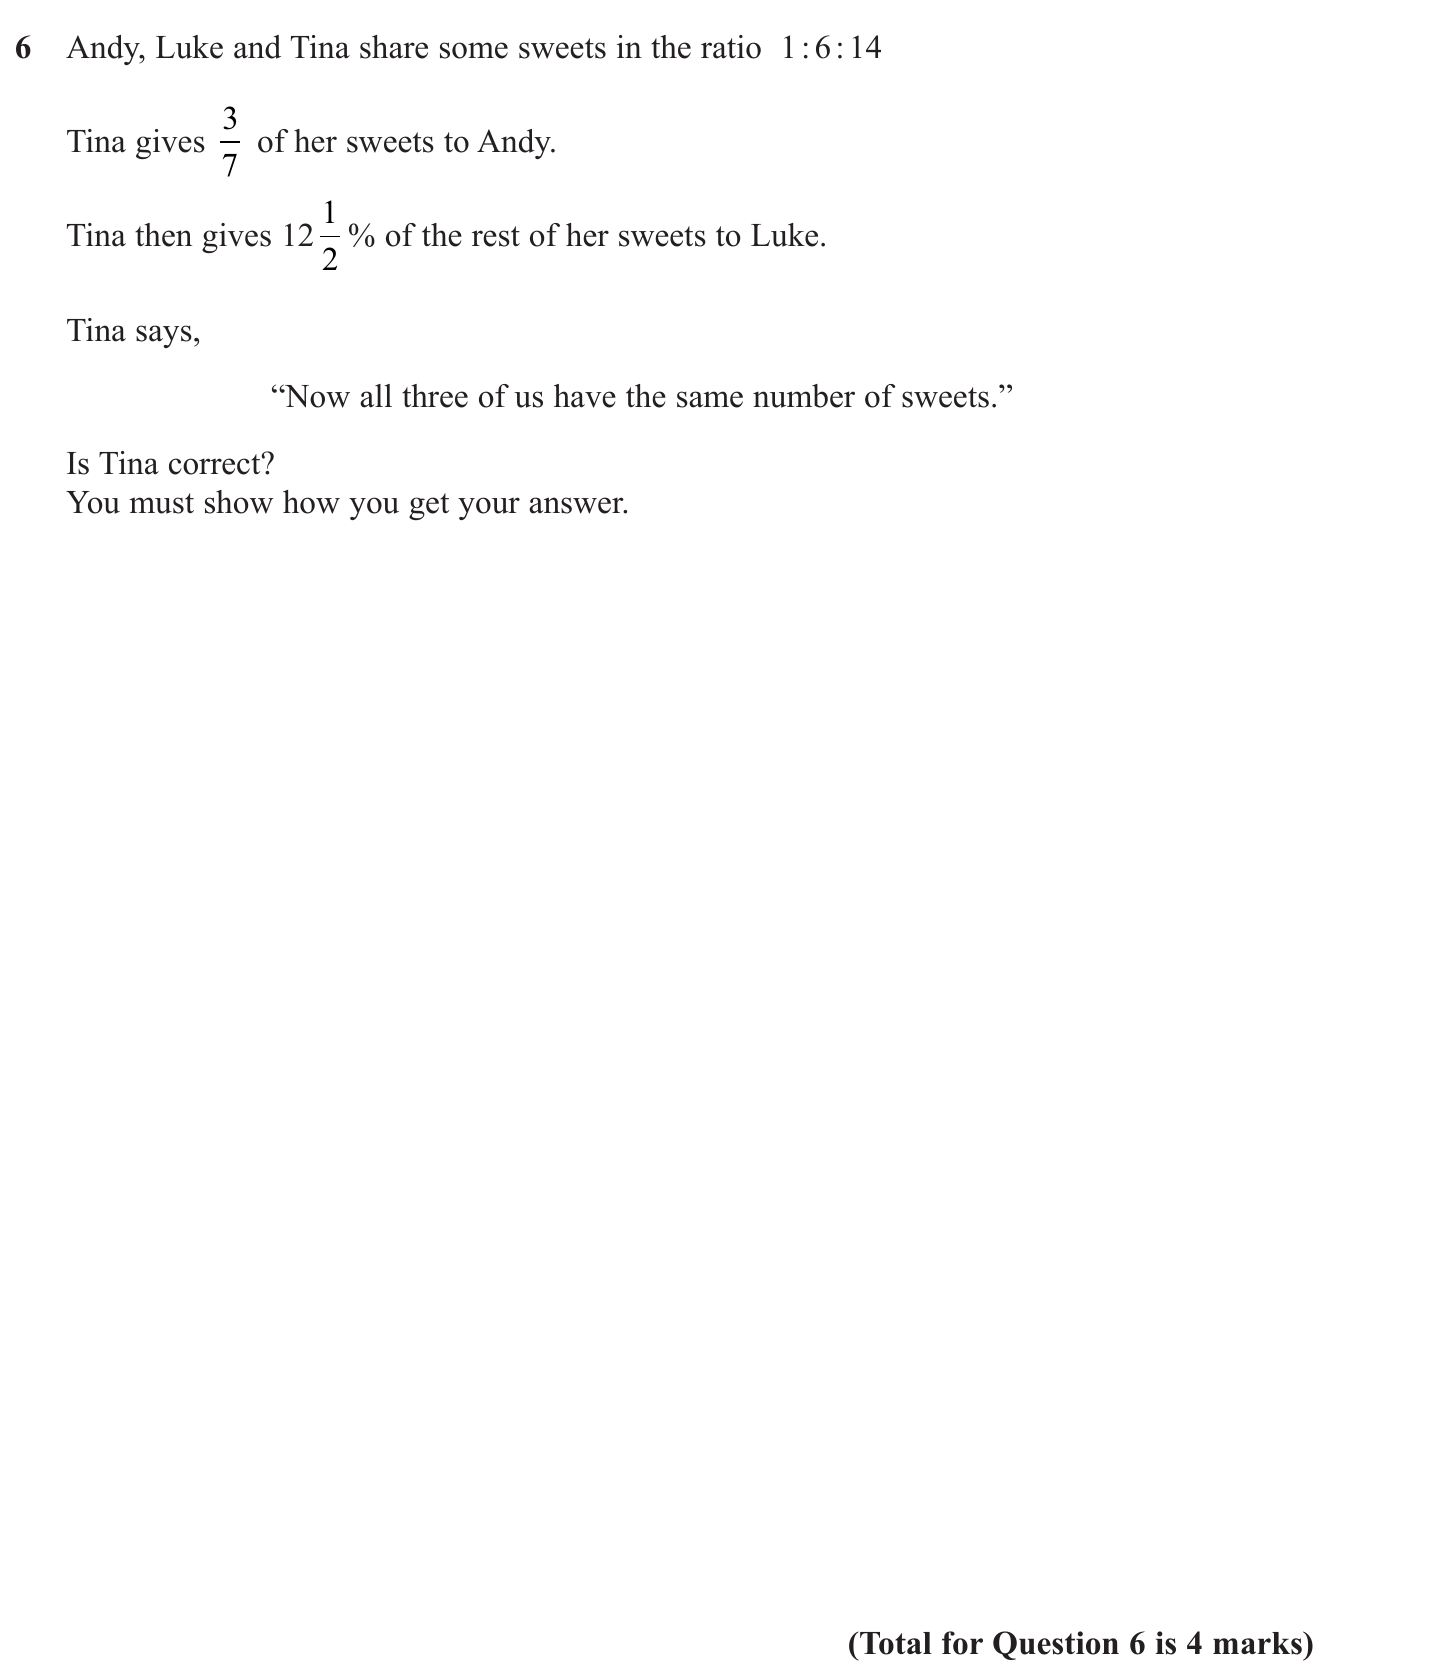 6 Andy, Luke and Tina share some sweets in the ratio 1 : 6 : 14
Tina gives 3/7 of her sweets to Andy.
Tina then gives 12 1/2 % of the rest of her sweets to Luke.
Tina says,
“Now all three of us have the same number of sweets.”
Is Tina correct?
You must show how you get your answer.
(Total for Question 6 is 4 marks)